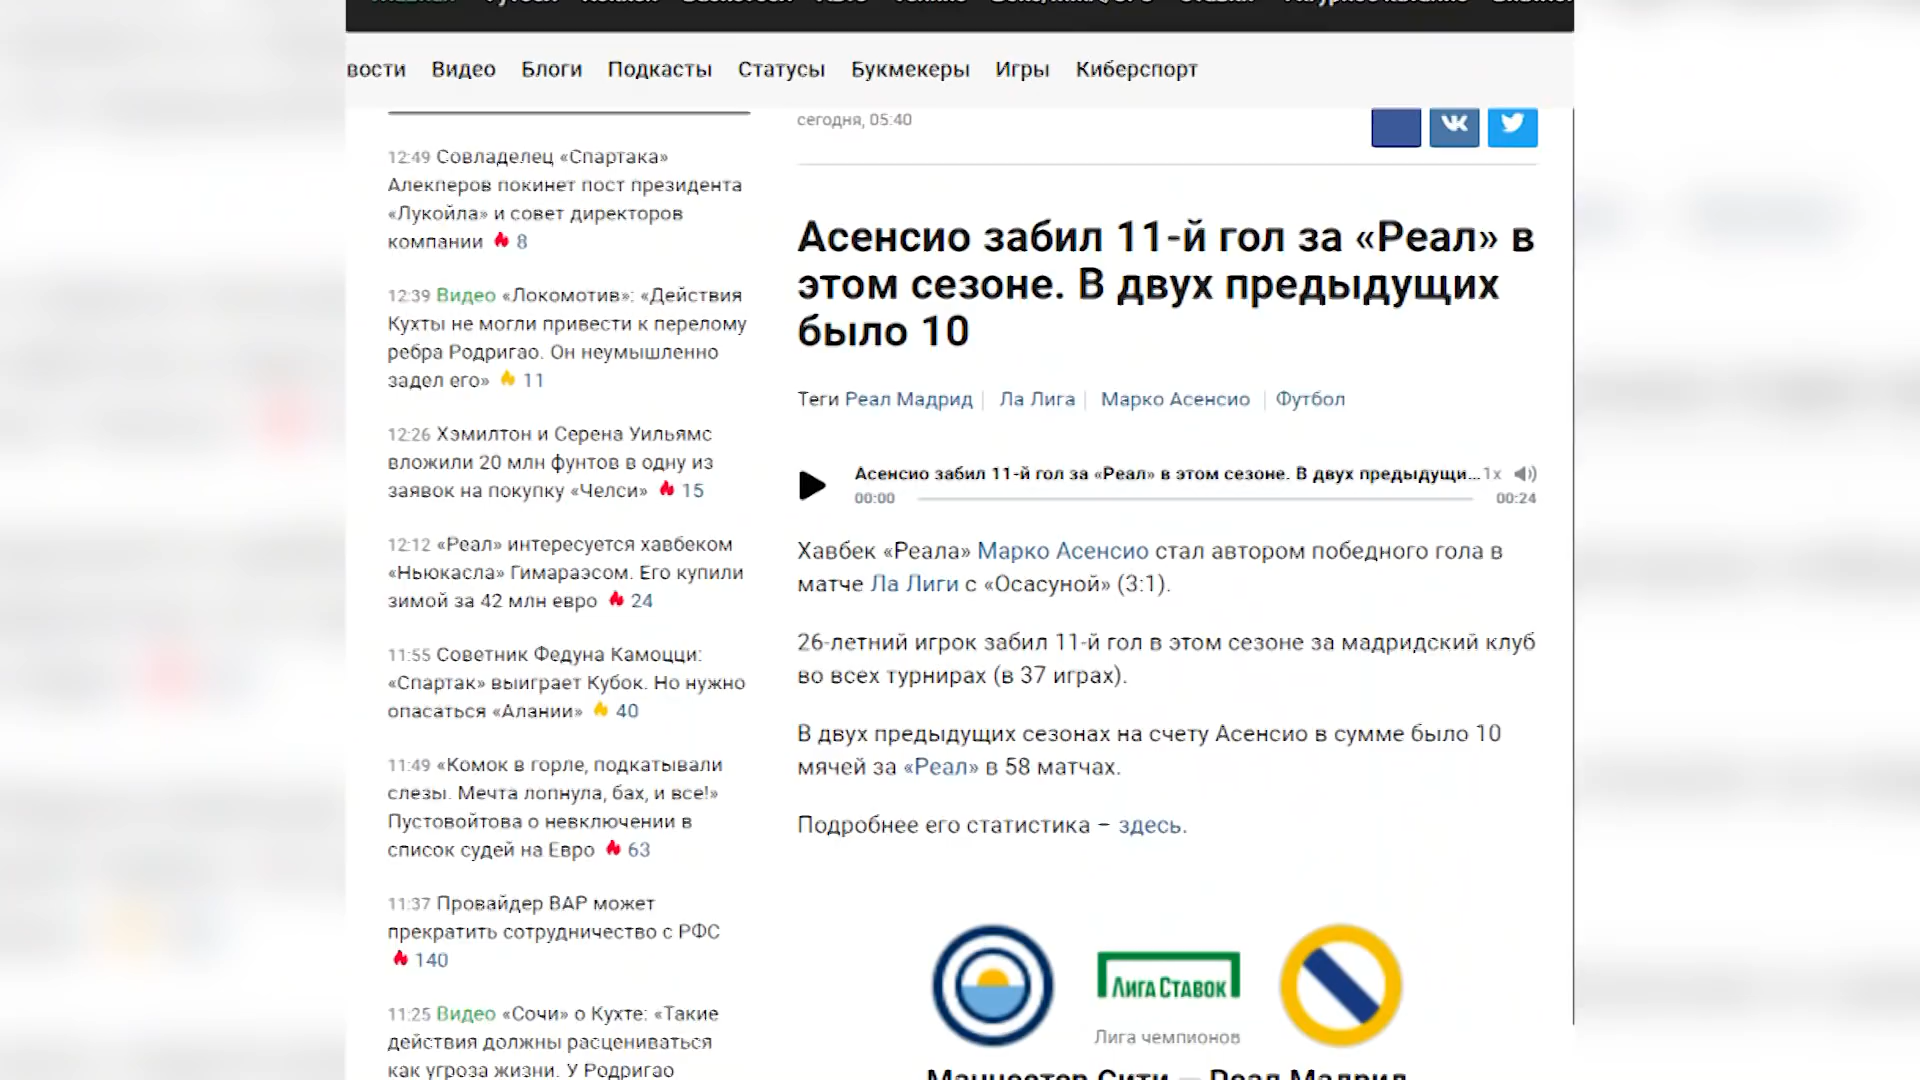 вости Видео Блоги Подкасты Статусы Букмекеры Игры Киберспорт
12:49 Совладелец «Спартака»
Алекперов покинет пост президента
«Лукойла» и совет директоров
компании 8
12:39 Видео «Локомотив»: «Действия
Кухты не могли привести к перелому
ребра Родригао. Он неумышленно
задел его» 11
12:26 Хэмилтон и Серена Уильямс
вложили 20 млн фунтов в одну из
заявок на покупку «Челси» 15
12:12 «Реал» интересуется хавбеком
«Ньюкасла» Гимараэсом. Его купили
зимой за 42 млн евро 24
11:55 Советник Федуна Камоцци:
«Спартак» выиграет Кубок. Но нужно
опасаться «Алании» 40
11:49 «Комок в горле, подкатывали
слезы. Мечта лопнула, бах, и все!»
Пустовойтова о невключении в
список судей на Евро 63
11:37 Провайдер ВАР может
прекратить сотрудничество с РФС
140
11:25 Видео «Сочи» о Кухте: «Такие
действия должны расцениваться
как угроза жизни. У Родригао
сегодня, 05:40
Асенсио забил 11-й гол за «Реал» в
этом сезоне. В двух предыдущих
было 10
Теги Реал Мадрид Ла Лига Марко Асенсио Футбол
Асенсио забил 11-й гол за «Реал» в этом сезоне. В двух предыдущи... 1x
00:00 00:24
Хавбек «Реала» Марко Асенсио стал автором победного гола в
матче Ла Лиги с «Осасуной» (3:1).
26-летний игрок забил 11-й гол в этом сезоне за мадридский клуб
во всех турнирах (в 37 играх).
В двух предыдущих сезонах на счету Асенсио в сумме было 10
мячей за «Реал» в 58 матчах.
Подробнее его статистика – здесь.
Лига Ставок
Лига чемпионов
Манчестер Сити — Реал Мадрид